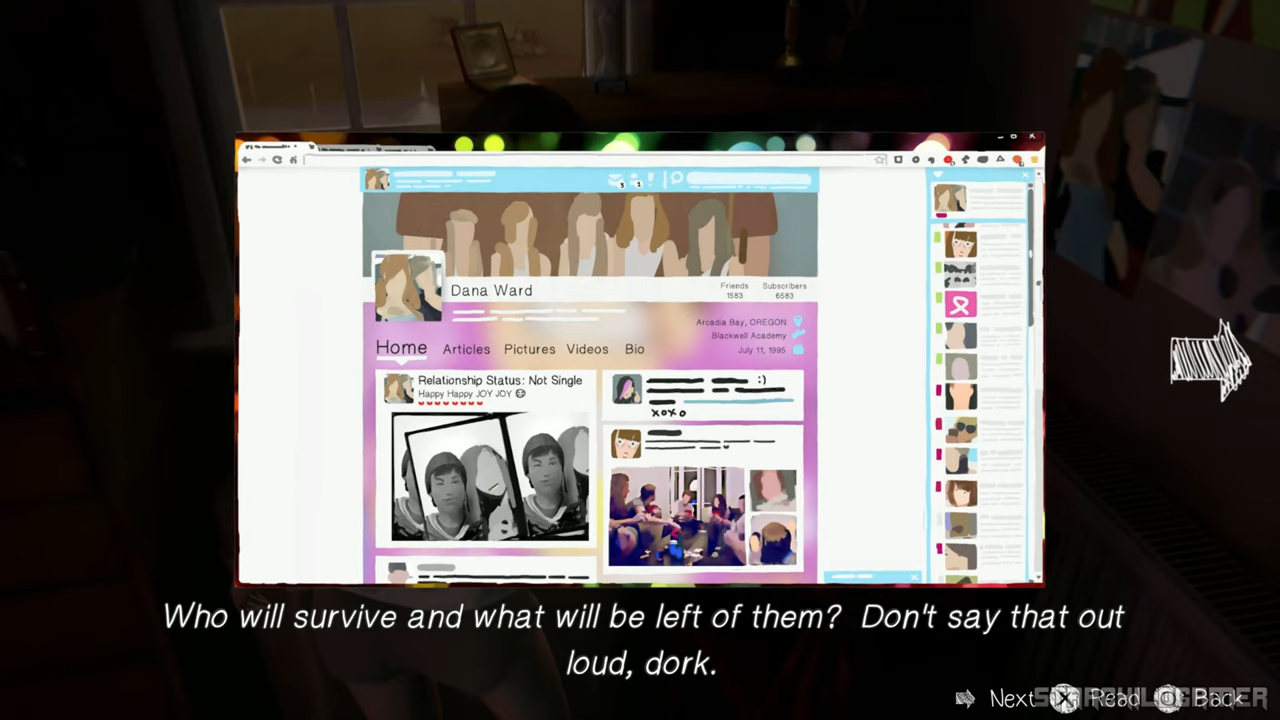 Dana Ward
Friends
1583
Subscribers
6583
Arcadia Bay, OREGON
Blackwell Academy
July 11, 1995
Home Articles Pictures Videos Bio
Relationship Status: Not Single
Happy Happy JOY JOY
:)
xoxo
Who will survive and what will be left of them? Don't say that out
loud, dork.
Next Read Back